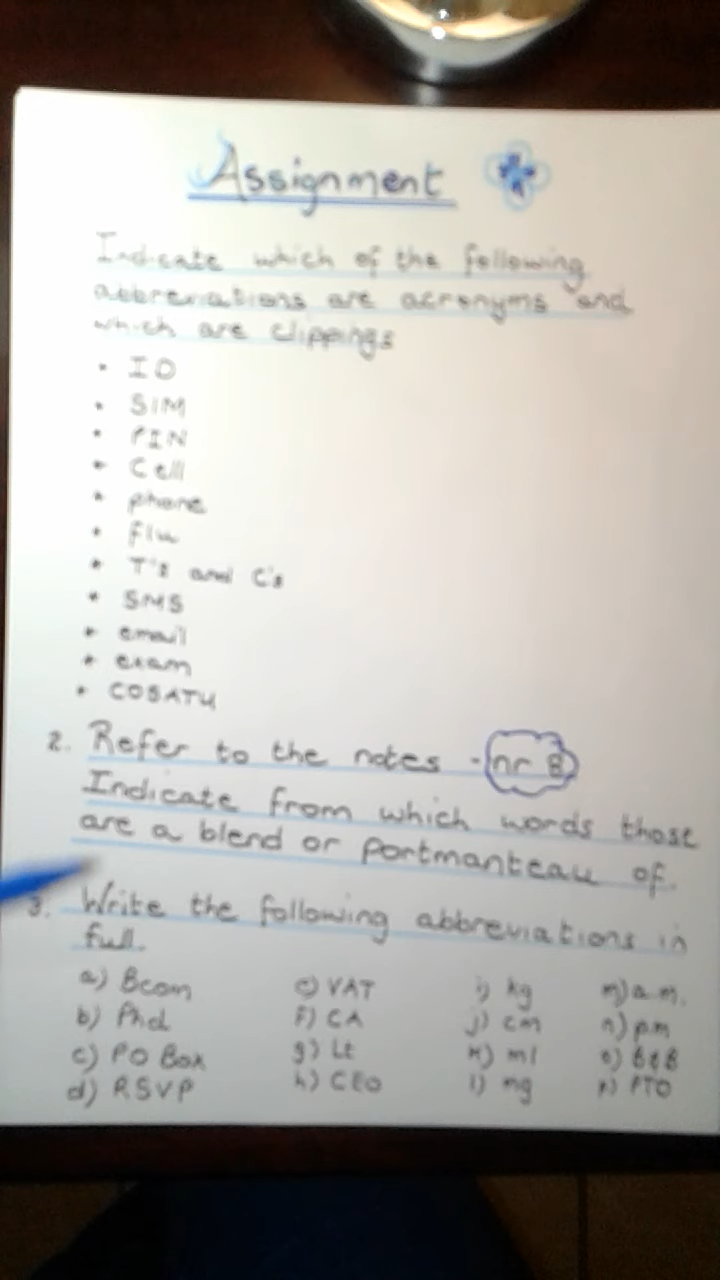 Assignment
Indicate which of the following
abbreviations are acronyms and
which are clippings
• ID
• SIM
• PIN
• Cell
• phone
• flu
• T's and C's
• SMS
• email
• exam
• COSATU
2. Refer to the notes - nr 8
Indicate from which words those
are a blend or portmanteau of.
3. Write the following abbreviations in
full.
a) Bcom e) VAT i) kg m) a.m.
b) Phd F) CA j) cm n) pm
c) PO Box g) Lt k) ml o) B&B
d) RSVP h) CEO l) mg p) PTO